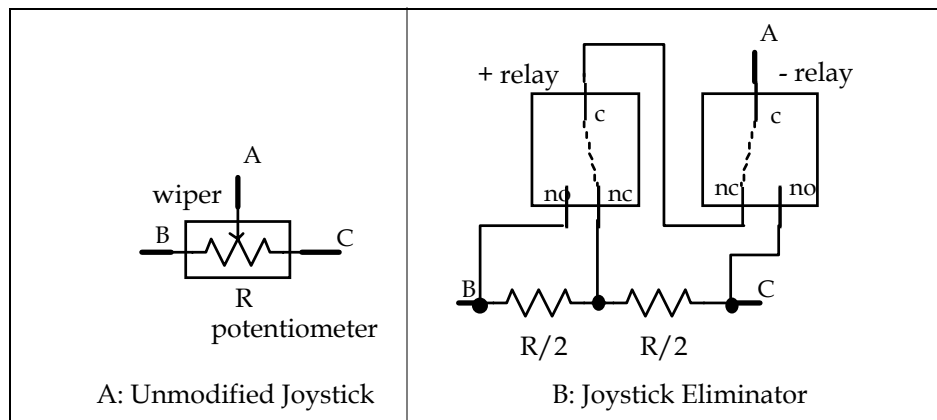 A
wiper
B
C
R
potentiometer
A: Unmodified Joystick
A
+ relay
- relay
c
c
no
nc
nc
no
B
C
R/2
R/2
B: Joystick Eliminator